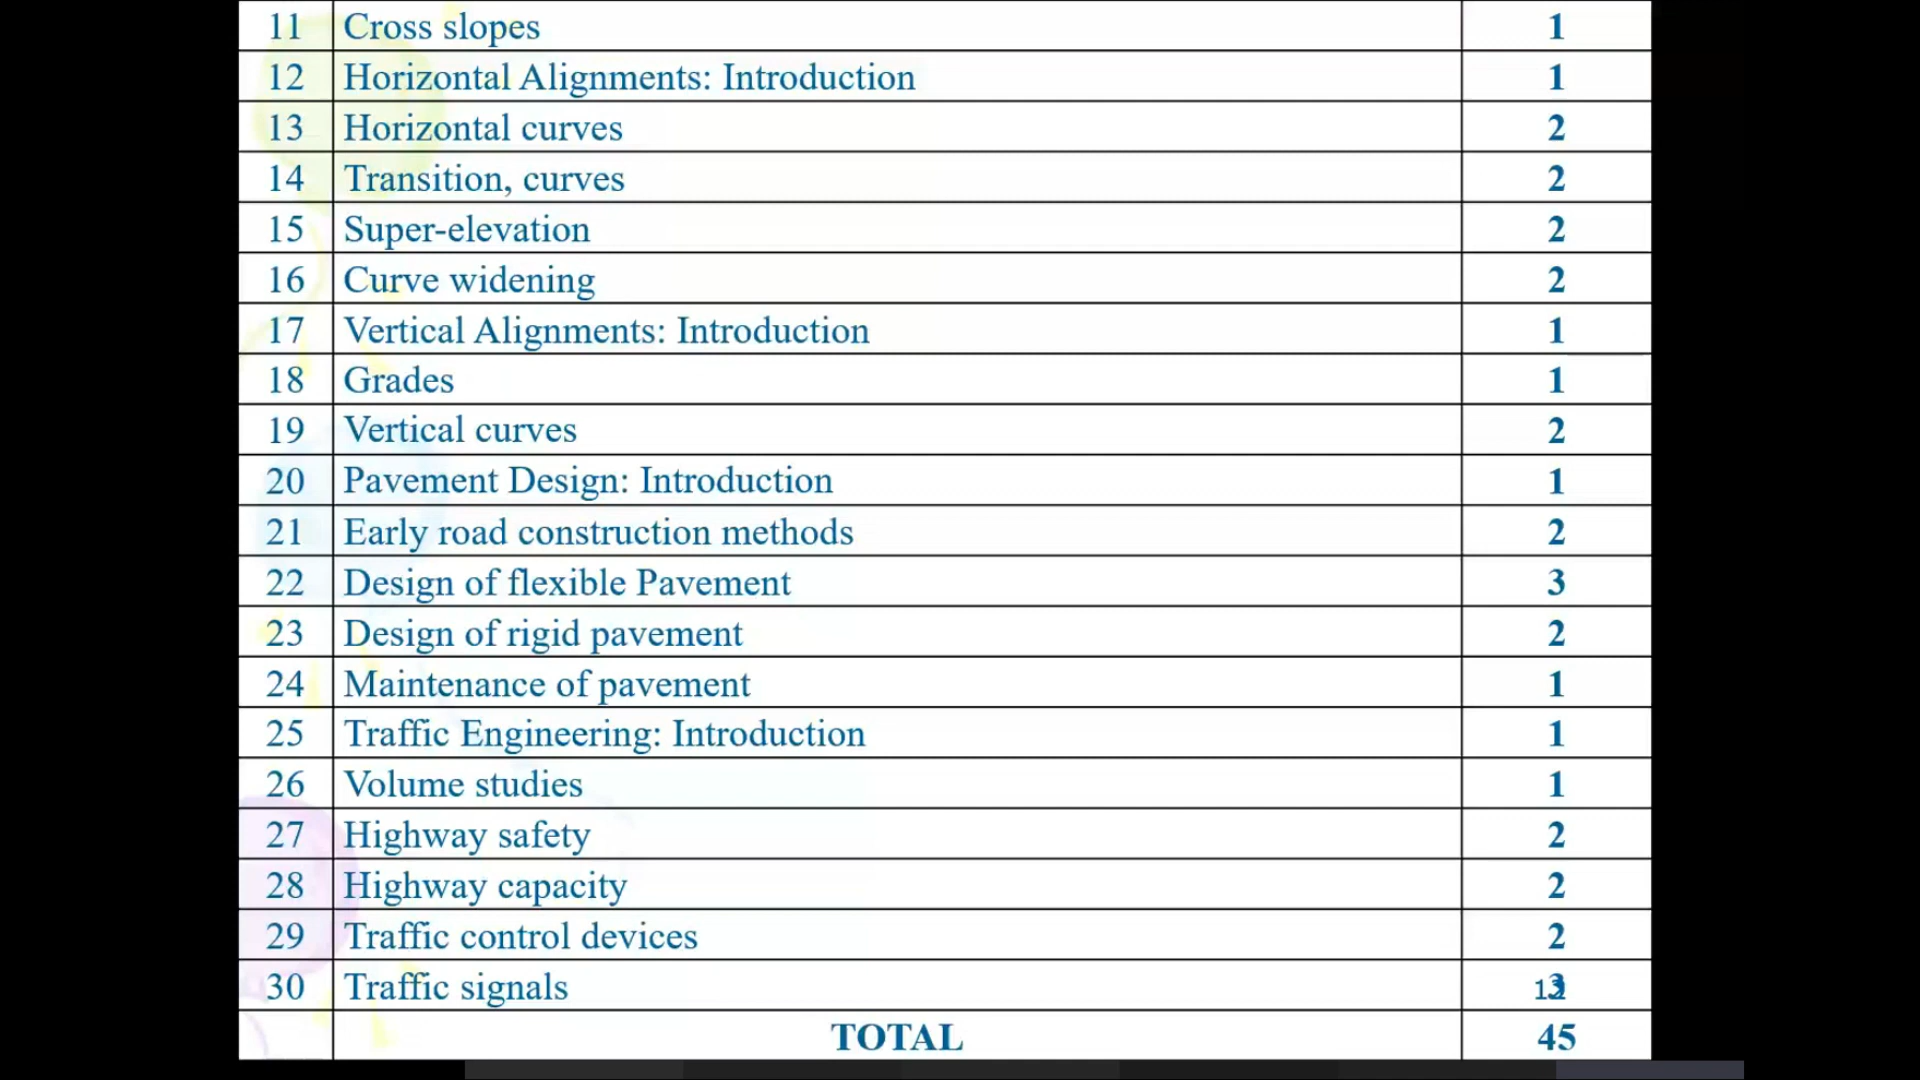 11 Cross slopes 1
12 Horizontal Alignments: Introduction 1
13 Horizontal curves 2
14 Transition, curves 2
15 Super-elevation 2
16 Curve widening 2
17 Vertical Alignments: Introduction 1
18 Grades 1
19 Vertical curves 2
20 Pavement Design: Introduction 1
21 Early road construction methods 2
22 Design of flexible Pavement 3
23 Design of rigid pavement 2
24 Maintenance of pavement 1
25 Traffic Engineering: Introduction 1
26 Volume studies 1
27 Highway safety 2
28 Highway capacity 2
29 Traffic control devices 2
30 Traffic signals
TOTAL 45